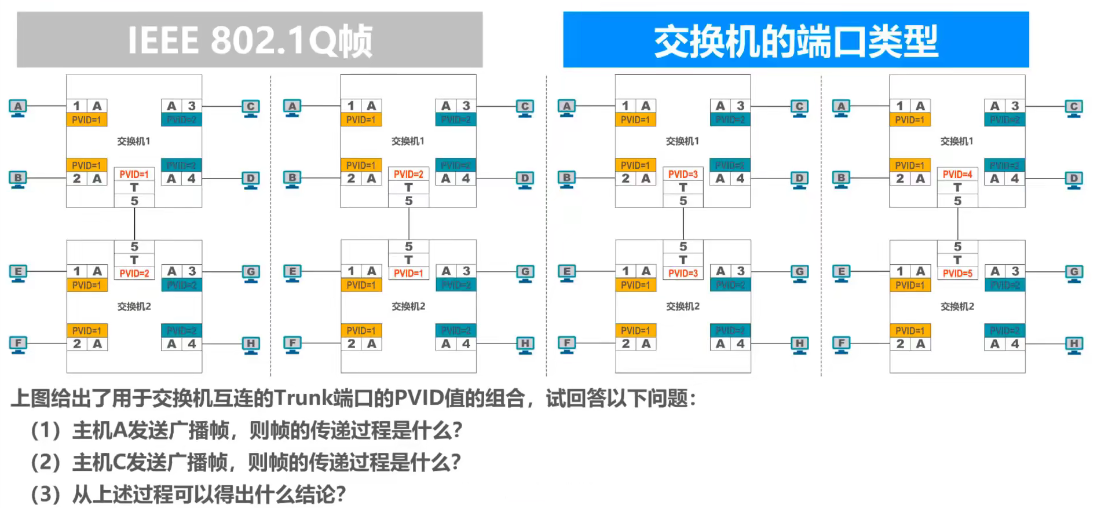 IEEE 802.1Q帧
交换机的端口类型
A 1 A A 3 C
PVID=1 PVID=2
交换机1
PVID=1 PVID=2
B 2 A PVID=1 A 4 D
T
5
5
T
E 1 A PVID=2 A 3 G
PVID=1 PVID=2
交换机2
PVID=1 PVID=2
F 2 A A 4 H
A 1 A A 3 C
PVID=1 PVID=2
交换机1
PVID=1 PVID=2
B 2 A PVID=2 A 4 D
T
5
5
T
E 1 A PVID=1 A 3 G
PVID=1 PVID=2
交换机2
PVID=1 PVID=2
F 2 A A 4 H
A 1 A A 3 C
PVID=1 PVID=2
交换机1
PVID=1 PVID=2
B 2 A PVID=3 A 4 D
T
5
5
T
E 1 A PVID=3 A 3 G
PVID=1 PVID=2
交换机2
PVID=1 PVID=2
F 2 A A 4 H
A 1 A A 3 C
PVID=1 PVID=2
交换机1
PVID=1 PVID=2
B 2 A PVID=4 A 4 D
T
5
5
T
E 1 A PVID=5 A 3 G
PVID=1 PVID=2
交换机2
PVID=1 PVID=2
F 2 A A 4 H
上图给出了用于交换机互连的Trunk端口的PVID值的组合，试回答以下问题：
（1）主机A发送广播帧，则帧的传递过程是什么？
（2）主机C发送广播帧，则帧的传递过程是什么？
（3）从上述过程可以得出什么结论？